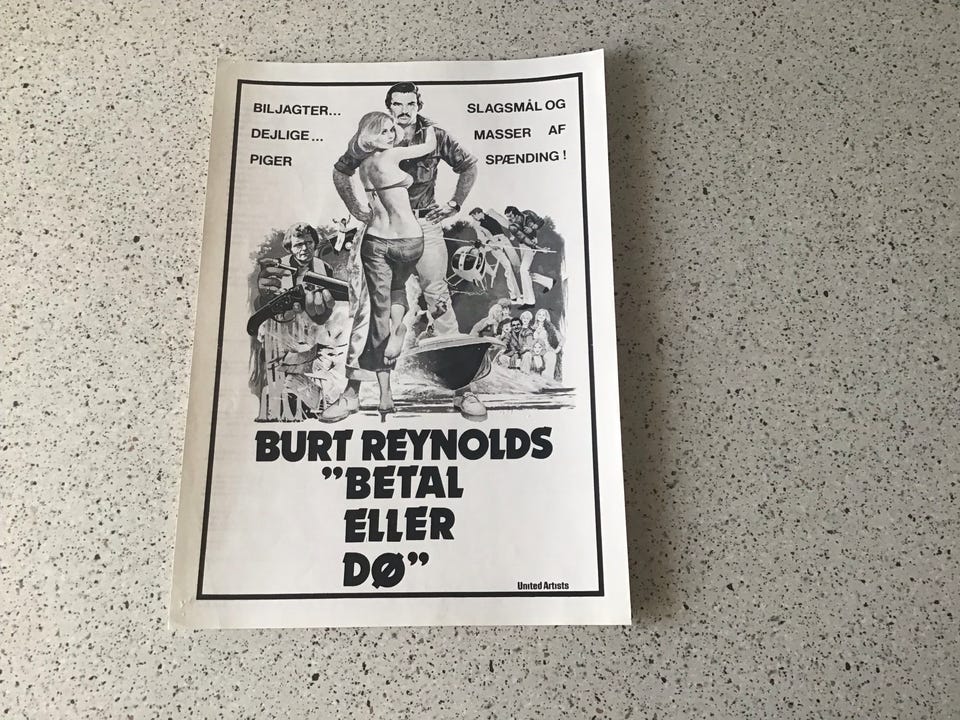 BILJAGTER...
DEJLIGE...
PIGER
SLAGSMÅL OG
MASSER AF
SPÆNDING!
BURT REYNOLDS
"BETAL
ELLER
DØ"
United Artists